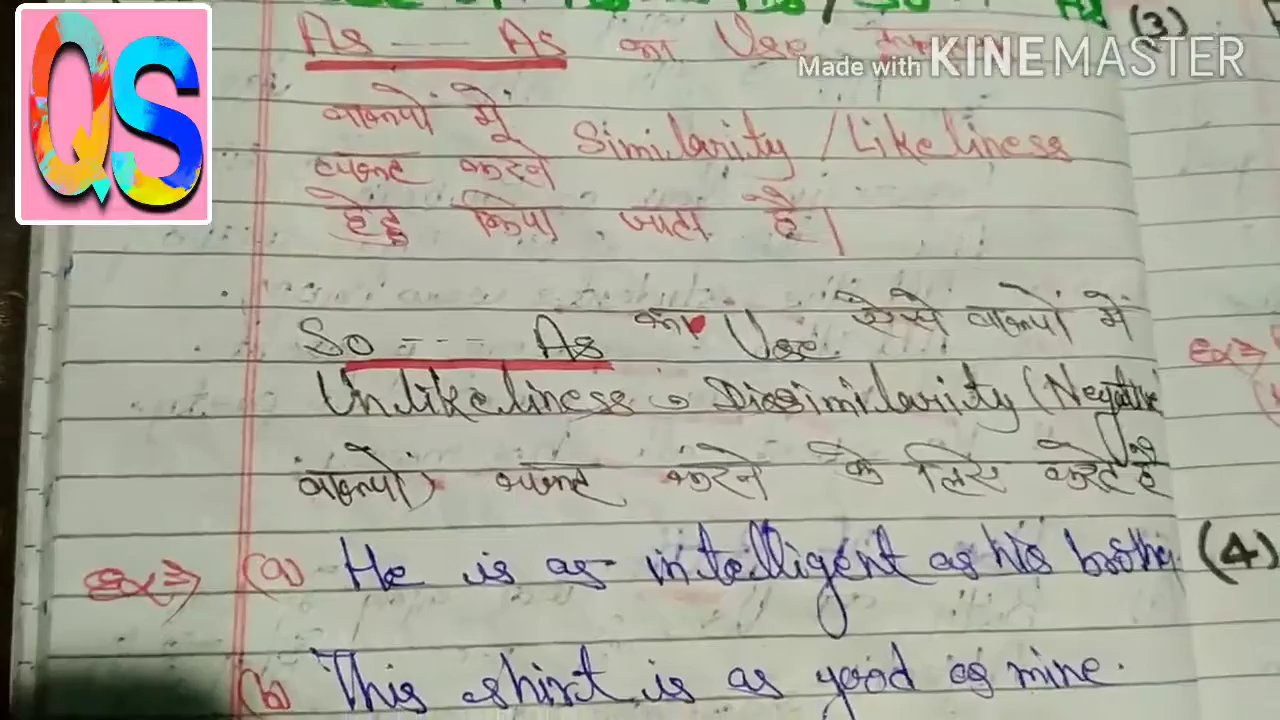 QS
(3)
As --- As का Use
Made with KINEMASTER
वाक्यों में Similarity / Likeliness
व्यक्त करने
हेतु किया जाता है।
So --- As का Use ऐसे वाक्यों में
Unlikeliness Dissimilarity (Negative
वाक्यों) व्यक्त करने के लिए करते है
Ex⇒ (a) He is as intelligent as his brother (4)
(b) This shirt is as good as mine.
Ex⇒